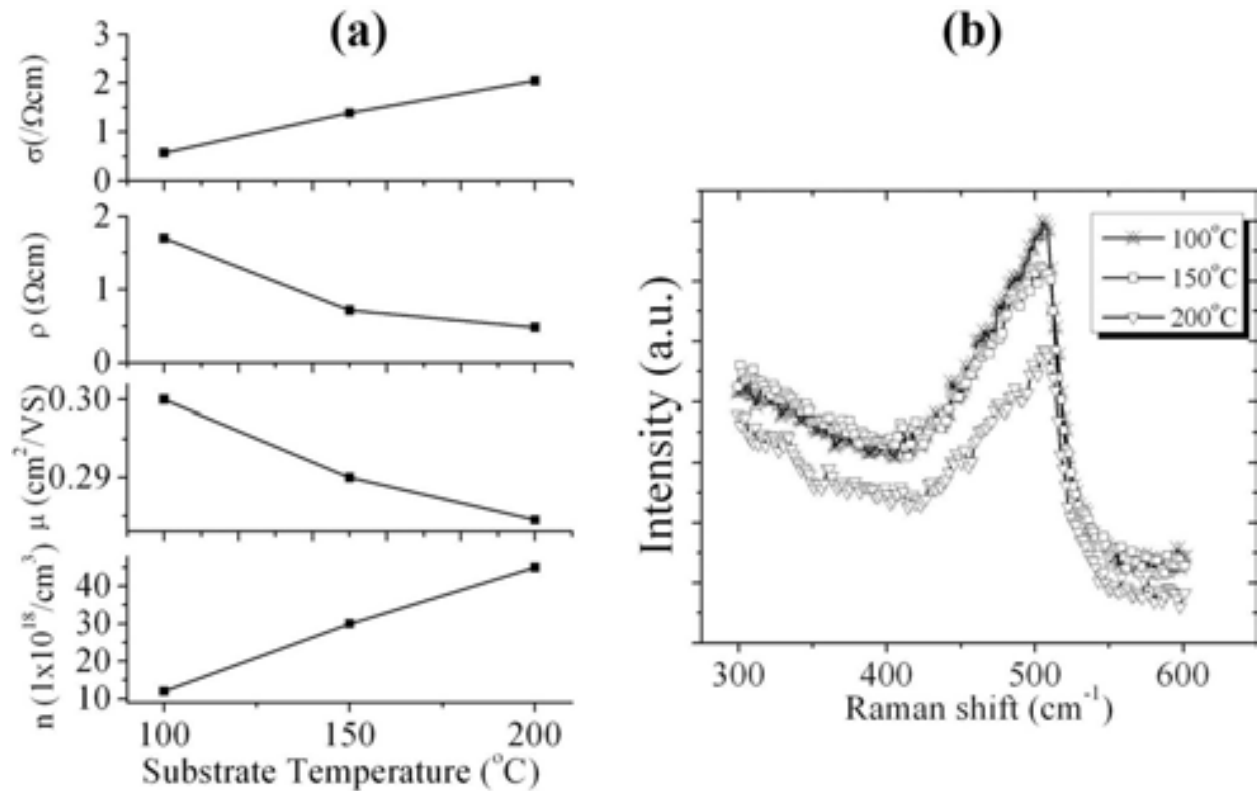 (a)
3
2
1
0
σ(/Ωcm)
2
1
0
ρ (Ωcm)
0.30
0.29
μ (cm²/VS)
40
30
20
10
n (1x10¹⁸/cm³)
100 150 200
Substrate Temperature (°C)
(b)
100°C
150°C
200°C
Intensity (a.u.)
300 400 500 600
Raman shift (cm⁻¹)